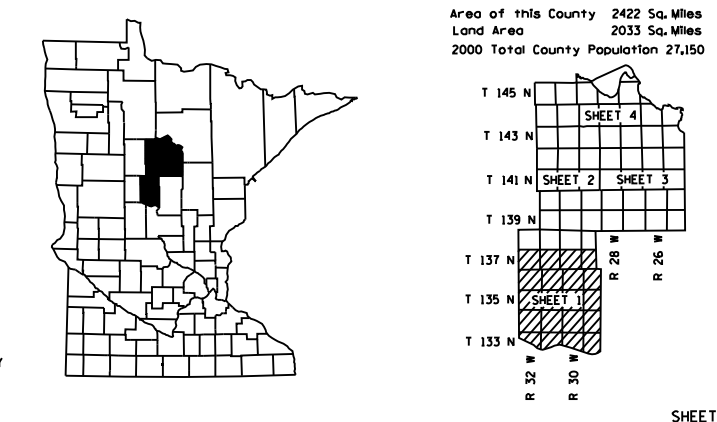 Area of this County 2422 Sq. Miles
Land Area 2033 Sq. Miles
2000 Total County Population 27,150
T 145 N
SHEET 4
T 143 N
T 141 N SHEET 2 SHEET 3
T 139 N
R 28 W
R 26 W
T 137 N
T 135 N SHEET 1
T 133 N
R 32 W
R 30 W
SHEET